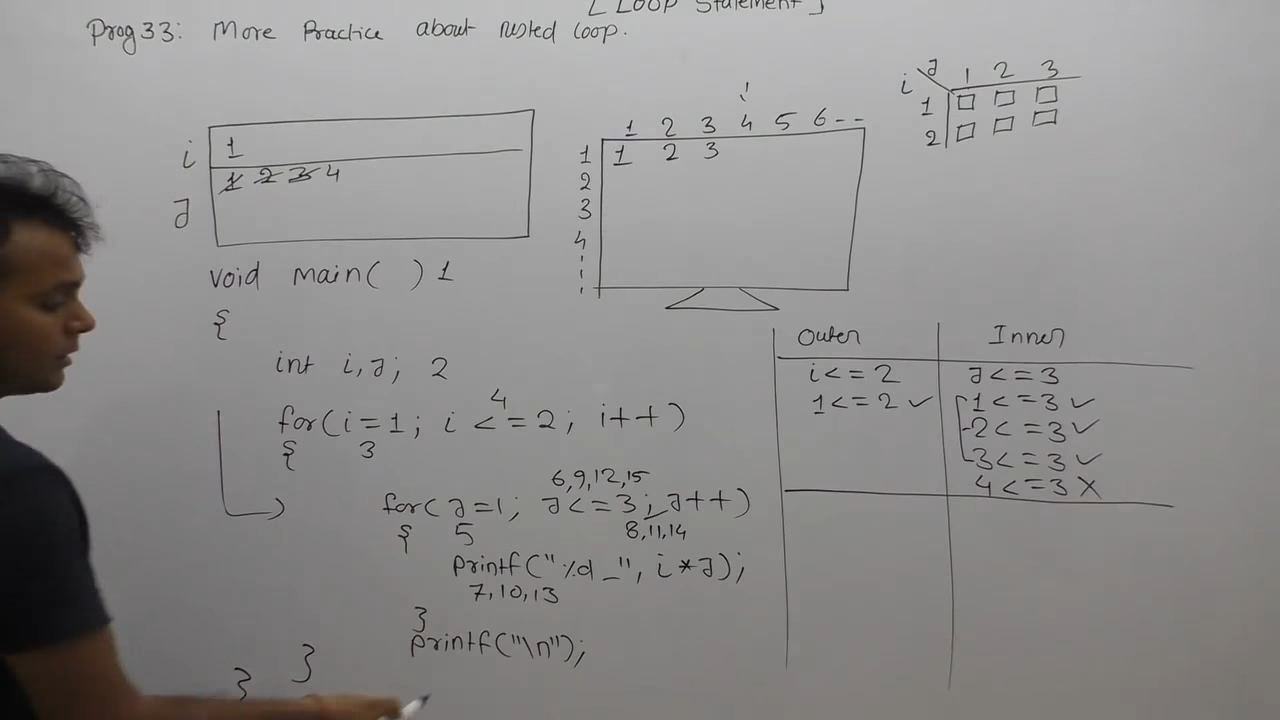 [ Loop Statement ]
Prog 33: More Practice about nested loop.
J 1 2 3
i
1
2
1 2 3 4 5 6 - -
i 1
J 1 2 3 4
1 1 2 3
2
3
4
void main( ) 1
{
int i,J; 2
for(i=1; i <=2; i++)
4
{ 3
6,9,12,15
for(J=1; J<=3; J++)
{ 5 8,11,14
printf("%d _", i*J);
7,10,13
}
printf("\n");
}
}
Outer Inner
i<=2 J<=3
1<=2 ✓ 1<=3 ✓
2<=3 ✓
3<=3 ✓
4<=3 X